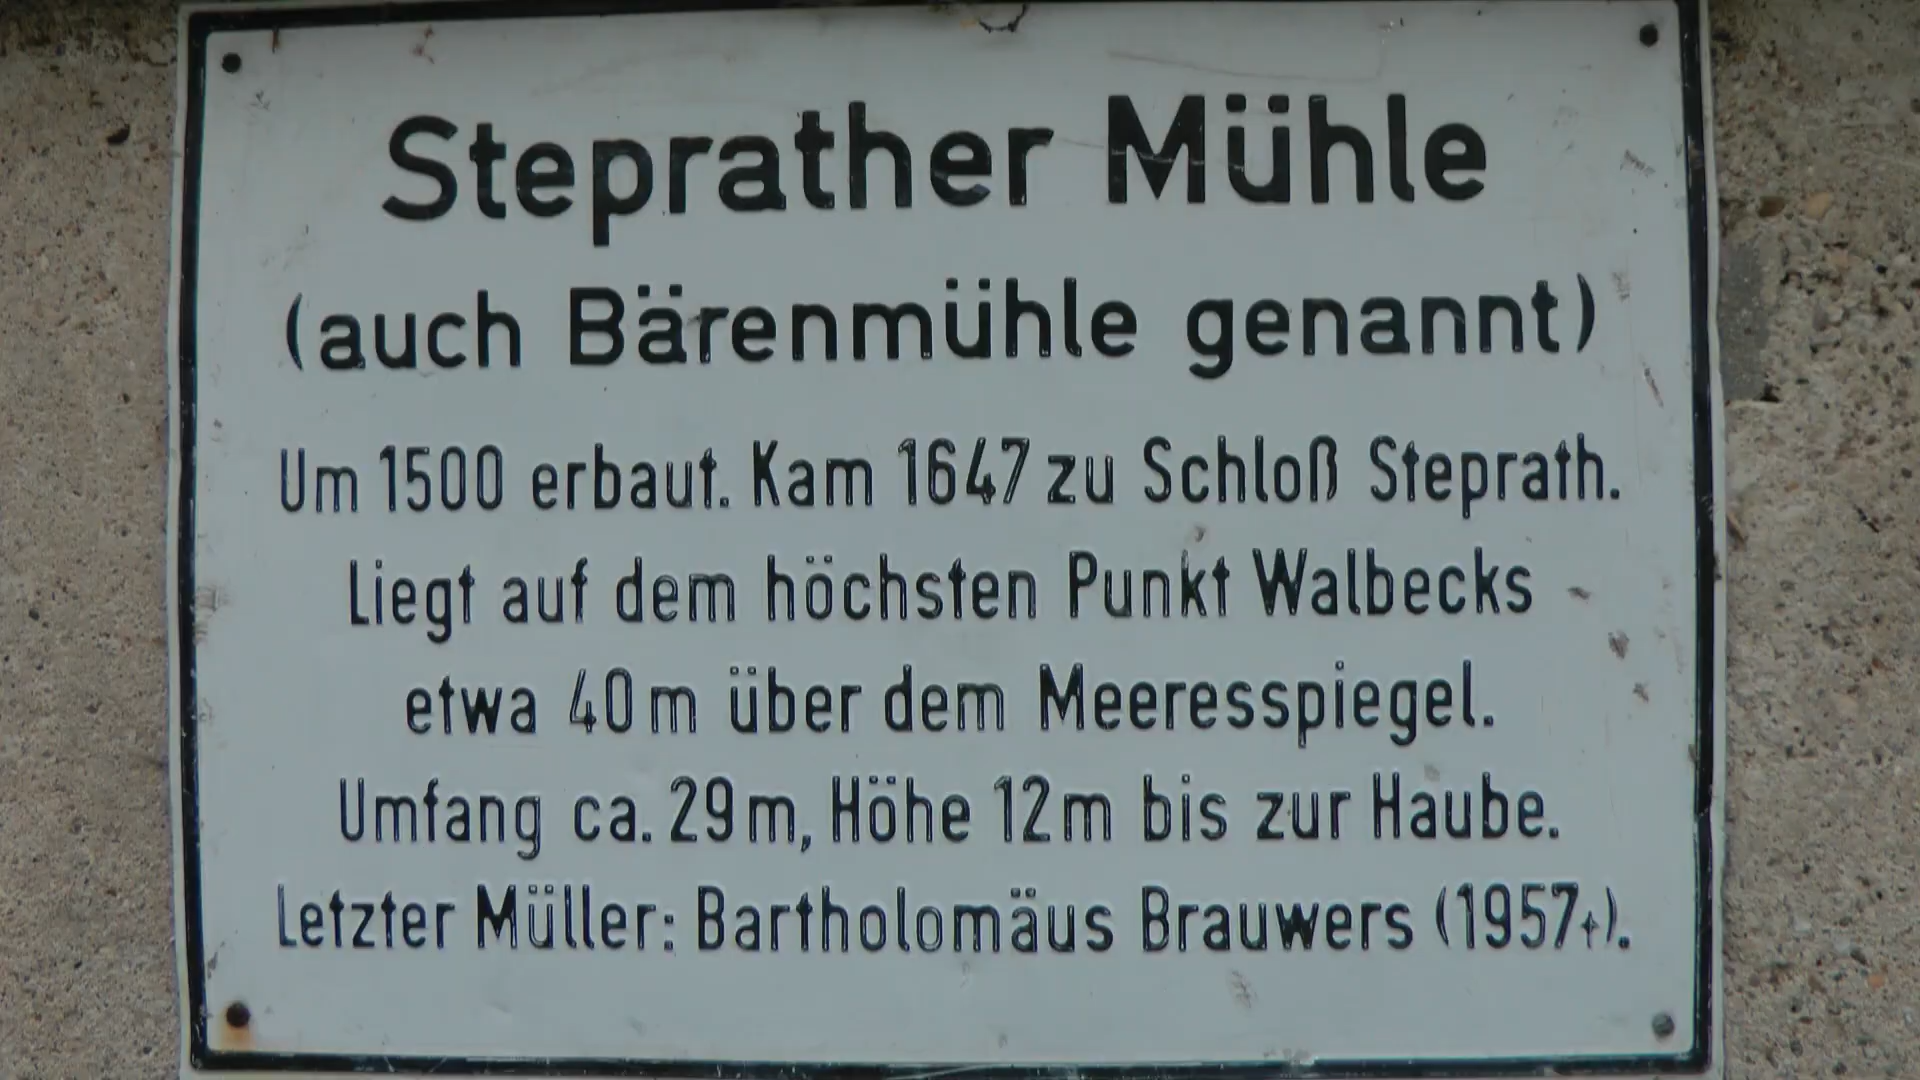 Steprather Mühle
(auch Bärenmühle genannt)
Um 1500 erbaut. Kam 1647 zu Schloß Steprath.
Liegt auf dem höchsten Punkt Walbecks
etwa 40m über dem Meeresspiegel.
Umfang ca. 29m, Höhe 12m bis zur Haube.
Letzter Müller: Bartholomäus Brauwers (1957+).